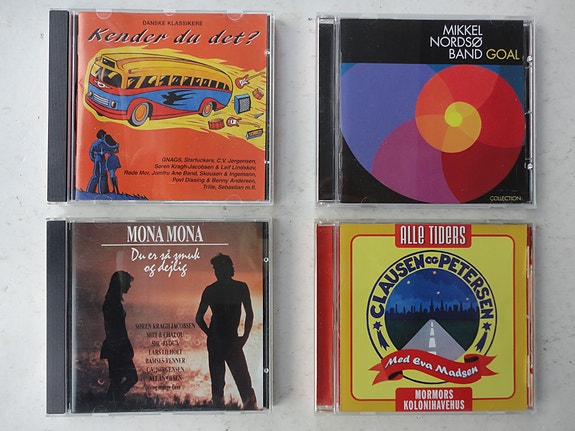 DANSKE KLASSIKERE
Kender du det?
GNAGS, Starfuckers, C.V. Jørgensen,
Søren Kragh-Jacobsen & Leif Lindskov,
Røde Mor, Jomfru Ane Band, Skousen & Ingemann,
Povl Dissing & Benny Andersen,
Trille, Sebastian m.fl.
MIKKEL
NORDSØ
BAND GOAL
COLLECTION
MONA MONA
Du er så smuk
og dejlig
SØREN KRAGH JACOBSEN
LARS LILHOLT
C.V. JØRGENSEN
ALLAN OLSEN
ALLE TIDERS
CLAUSEN OG PETERSEN
Med Eva Madsen
MORMORS
KOLONIHAVEHUS